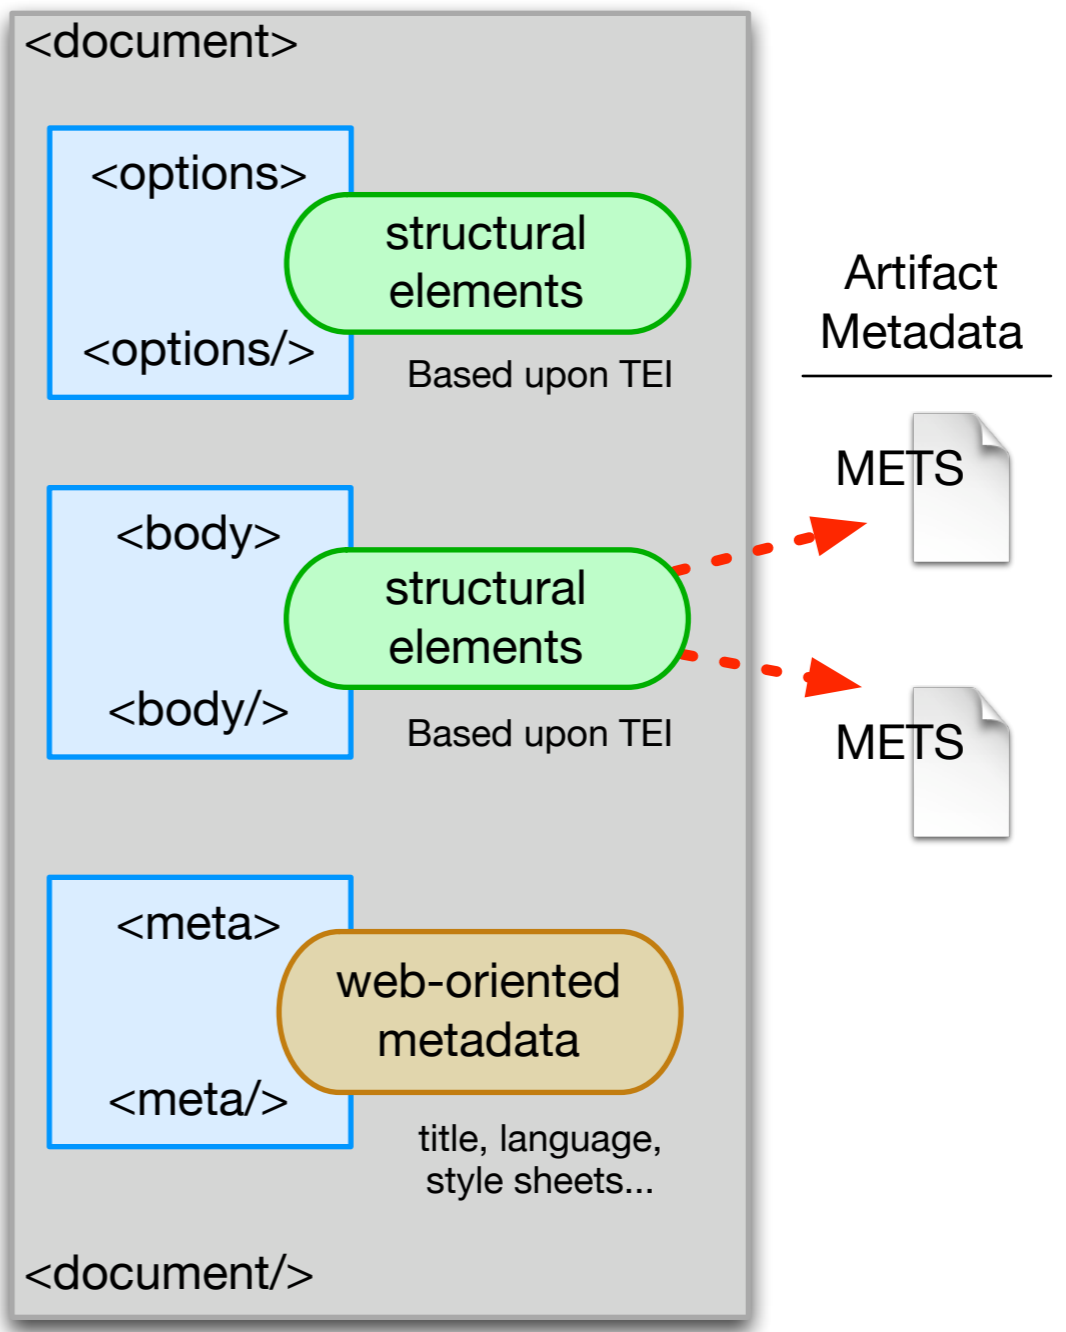 <document>
<options>
structural
elements
<options/>
Based upon TEI
<body>
structural
elements
<body/>
Based upon TEI
<meta>
web-oriented
metadata
<meta/>
title, language,
style sheets...
<document/>
Artifact
Metadata
METS
METS